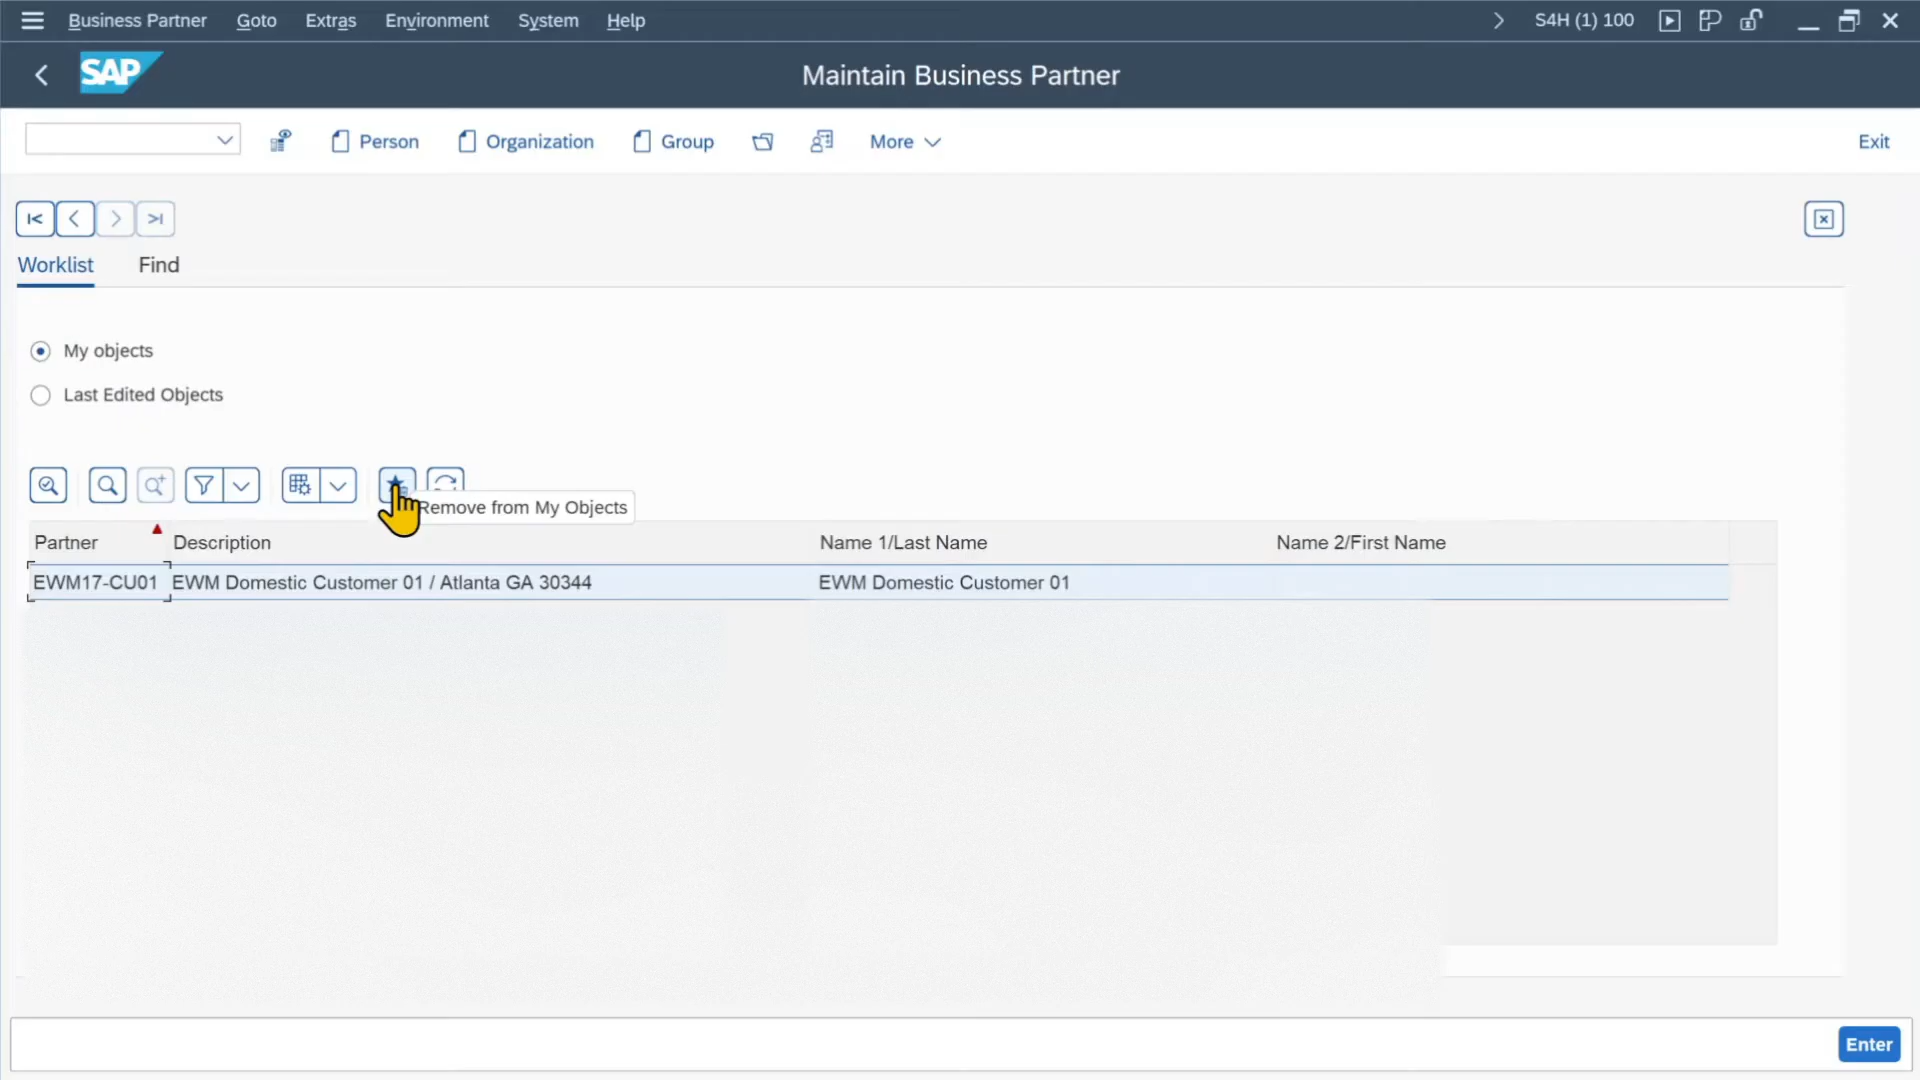 Business Partner Goto Extras Environment System Help S4H (1) 100
SAP Maintain Business Partner
Person Organization Group More Exit
Worklist Find
My objects
Last Edited Objects
Remove from My Objects
Partner Description Name 1/Last Name Name 2/First Name
EWM17-CU01 EWM Domestic Customer 01 / Atlanta GA 30344 EWM Domestic Customer 01
Enter